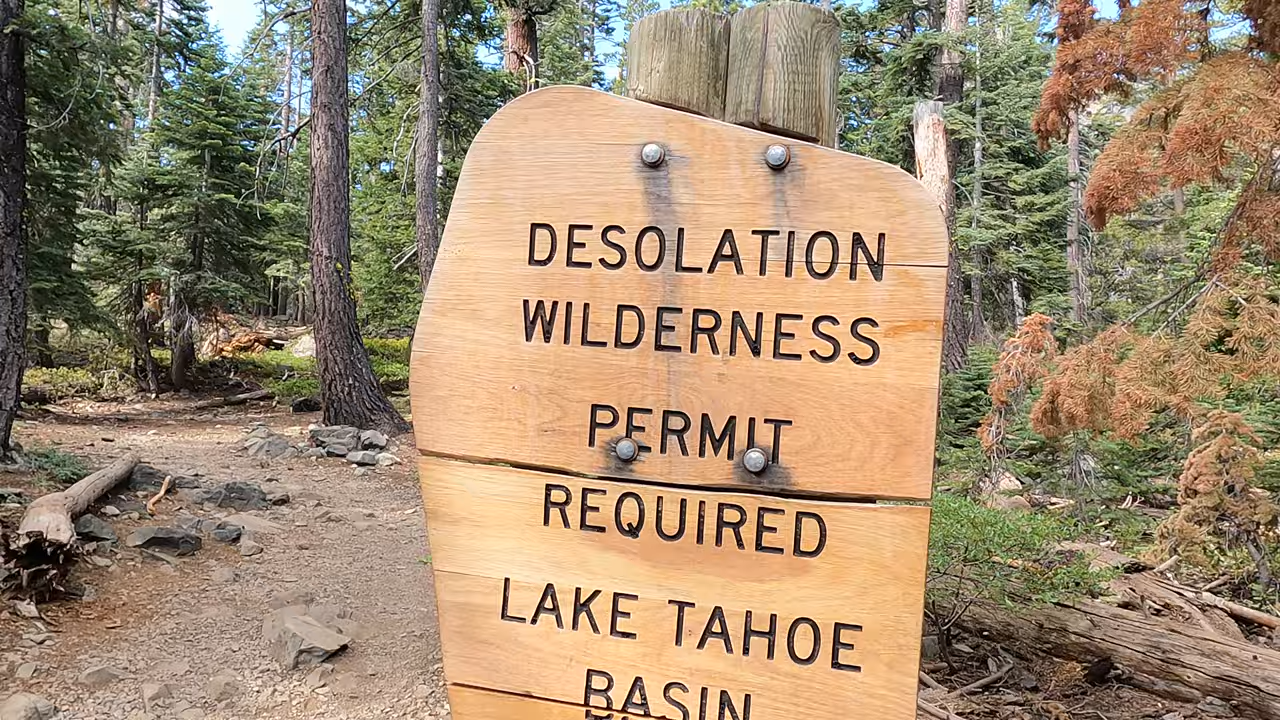 DESOLATION
WILDERNESS
PERMIT
REQUIRED
LAKE TAHOE
BASIN